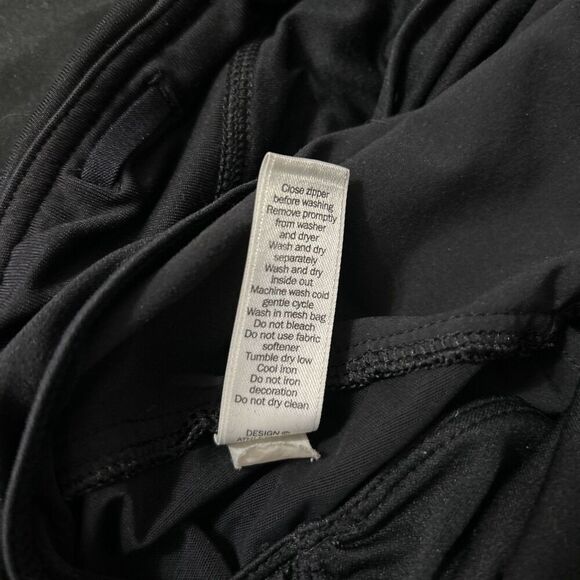 Close zipper
before washing
Remove promptly
from washer
and dryer
Wash and dry
separately
Wash and dry
inside out
Machine wash cold
gentle cycle
Wash in mesh bag
Do not bleach
Do not use fabric
softener
Tumble dry low
Cool iron
Do not iron
decoration
Do not dry clean
DESIGN